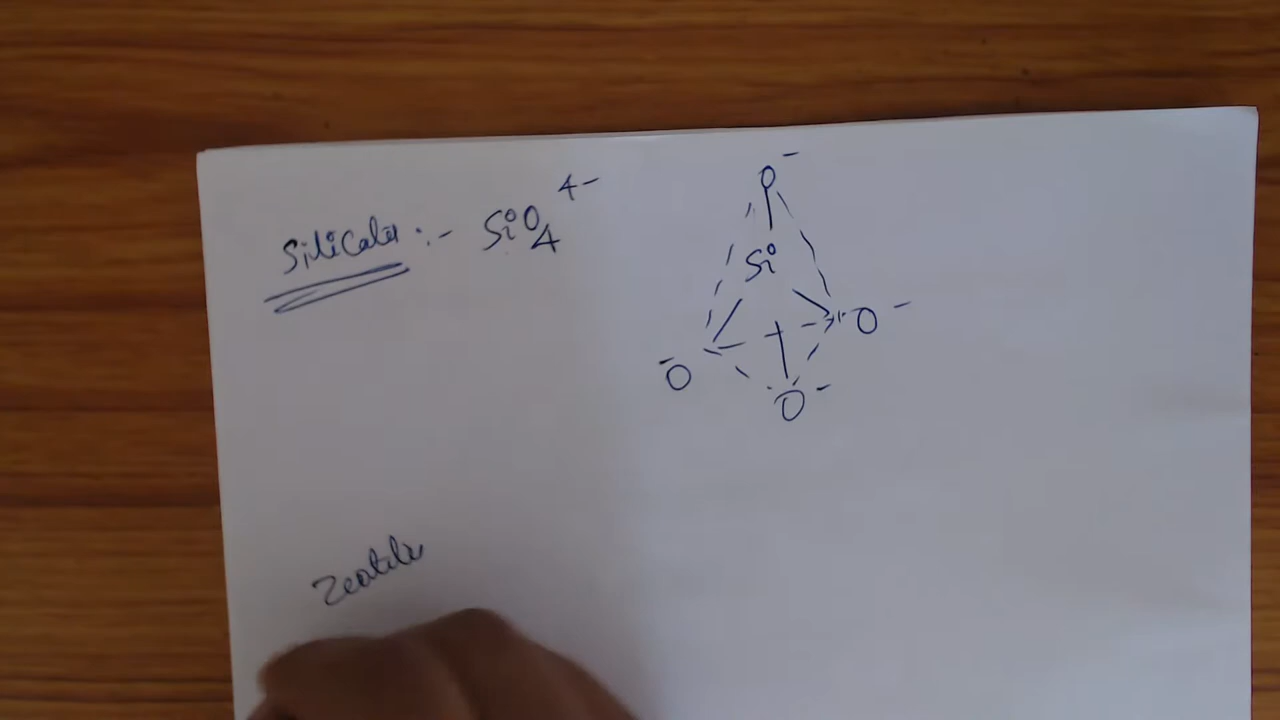 Silicates :- SiO4 4-
O-
Si
O-
-O
O-
Zeolite